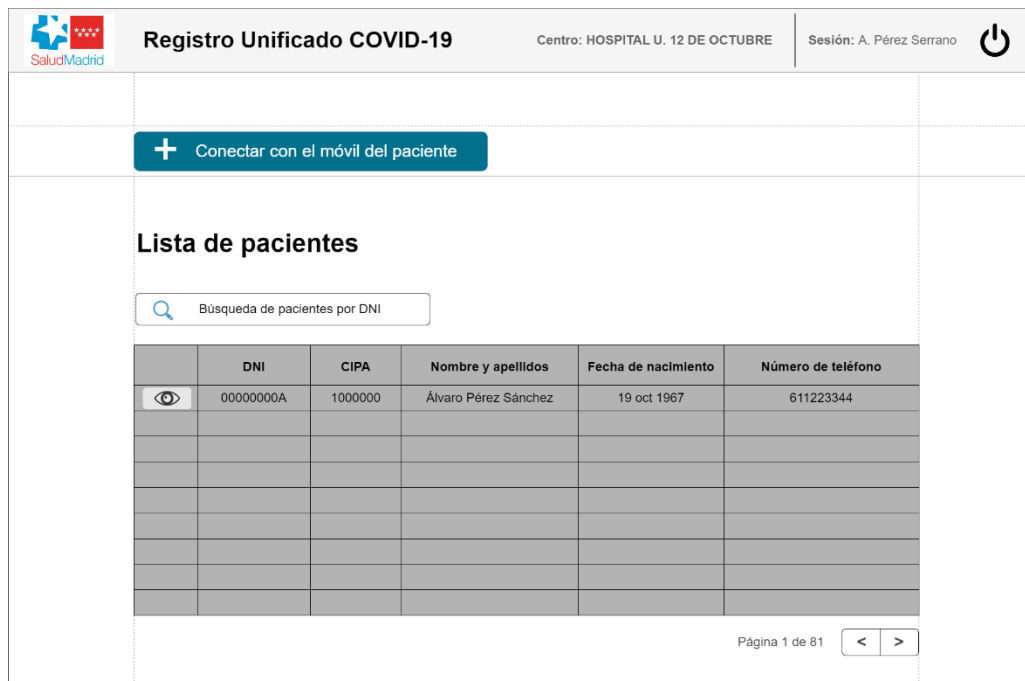 SaludMadrid
Registro Unificado COVID-19
Centro: HOSPITAL U. 12 DE OCTUBRE
Sesión: A. Pérez Serrano
Conectar con el móvil del paciente
Lista de pacientes
Búsqueda de pacientes por DNI
DNI CIPA Nombre y apellidos Fecha de nacimiento Número de teléfono
00000000A 1000000 Álvaro Pérez Sánchez 19 oct 1967 611223344
Página 1 de 81 < >